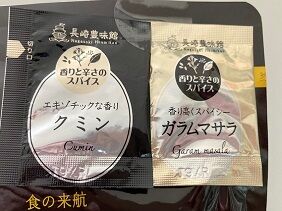 長崎豊味館
香りと辛さの
スパイス
エキゾチックな香り
クミン
Cumin
切り口
長崎豊味館
香りと辛さの
スパイス
香り高くスパイシー
ガラムマサラ
Garam masala
食の来航